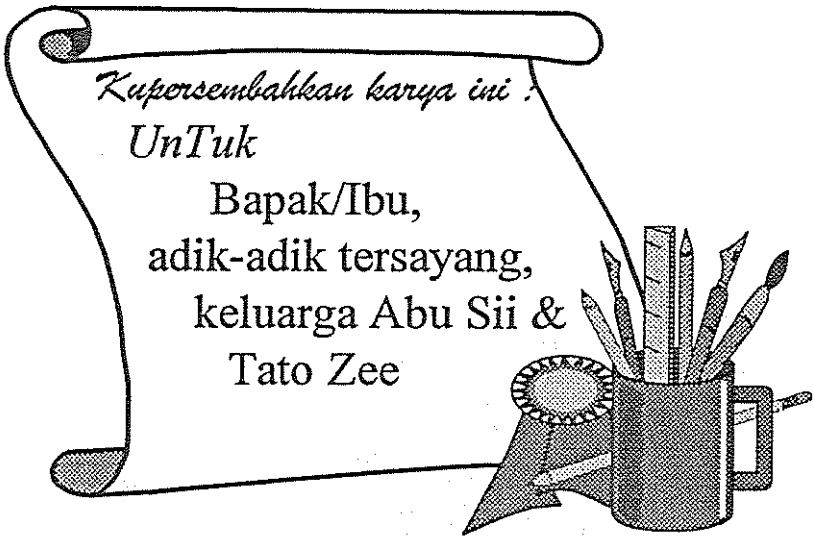 Kupersembahkan karya ini :
UnTuk
Bapak/Ibu,
adik-adik tersayang,
keluarga Abu Sii &
Tato Zee